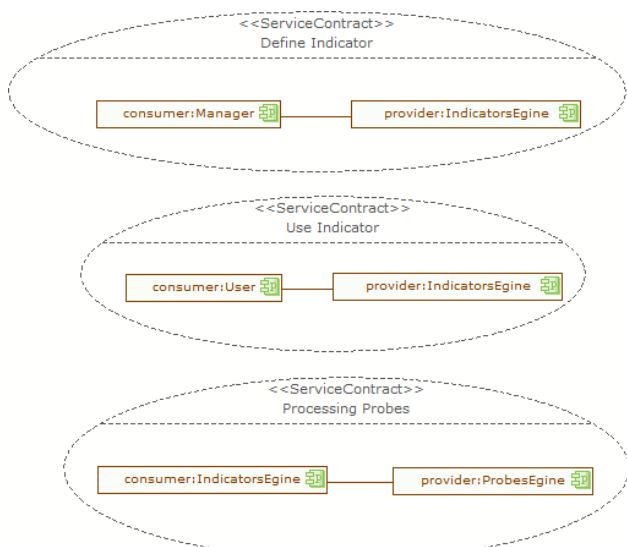 <<ServiceContract>>
Define Indicator
consumer:Manager
provider:IndicatorsEgine
<<ServiceContract>>
Use Indicator
consumer:User
provider:IndicatorsEgine
<<ServiceContract>>
Processing Probes
consumer:IndicatorsEgine
provider:ProbesEgine